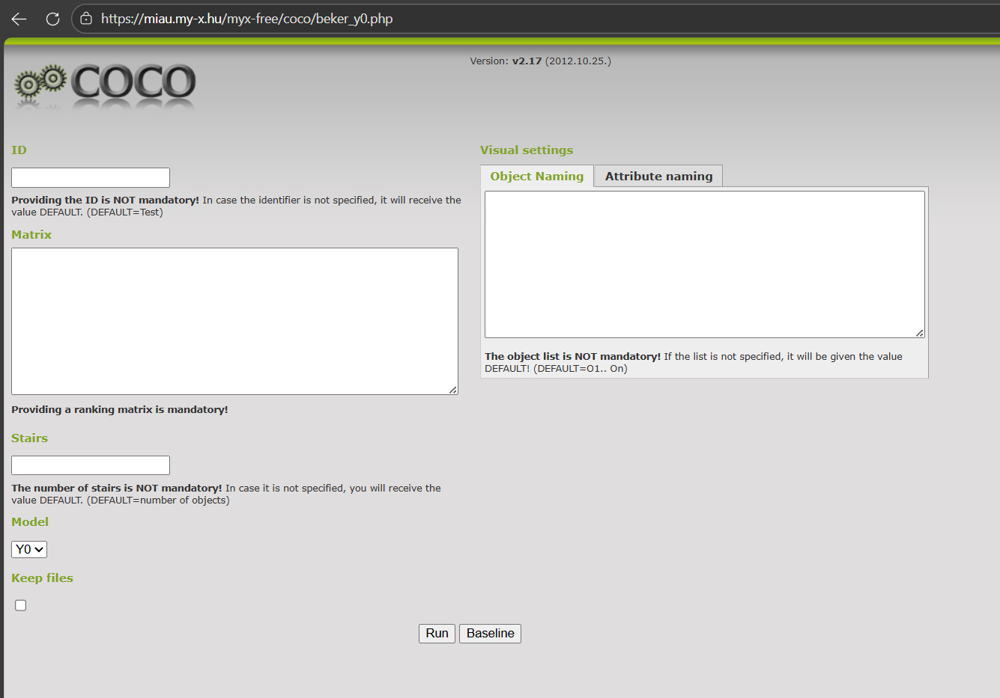 https://miau.my-x.hu/myx-free/coco/beker_y0.php
COCO
Version: v2.17 (2012.10.25.)
ID
Providing the ID is NOT mandatory! In case the identifier is not specified, it will receive the
value DEFAULT. (DEFAULT=Test)
Matrix
Providing a ranking matrix is mandatory!
Stairs
The number of stairs is NOT mandatory! In case it is not specified, you will receive the
value DEFAULT. (DEFAULT=number of objects)
Model
Y0
Keep files
Visual settings
Object Naming
Attribute naming
The object list is NOT mandatory! If the list is not specified, it will be given the value
DEFAULT! (DEFAULT=O1.. On)
Run
Baseline